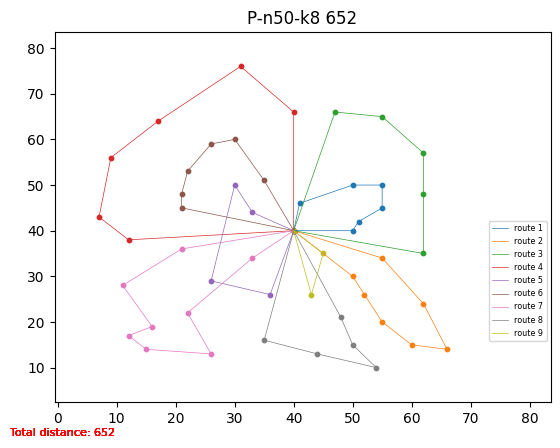 P-n50-k8 652
80
70
60
50
40
30
20
10
0 10 20 30 40 50 60 70 80
route 1
route 2
route 3
route 4
route 5
route 6
route 7
route 8
route 9
Total distance: 652